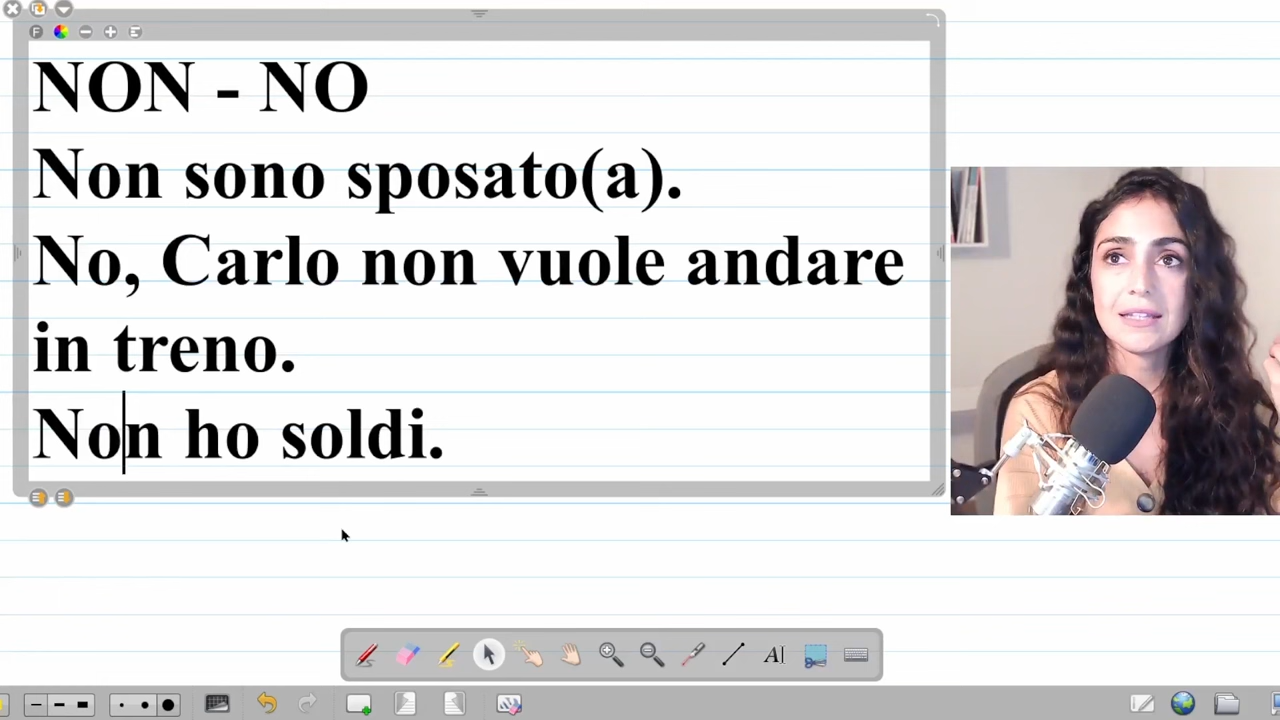 NON - NO
Non sono sposato(a).
No, Carlo non vuole andare
in treno.
Non ho soldi.